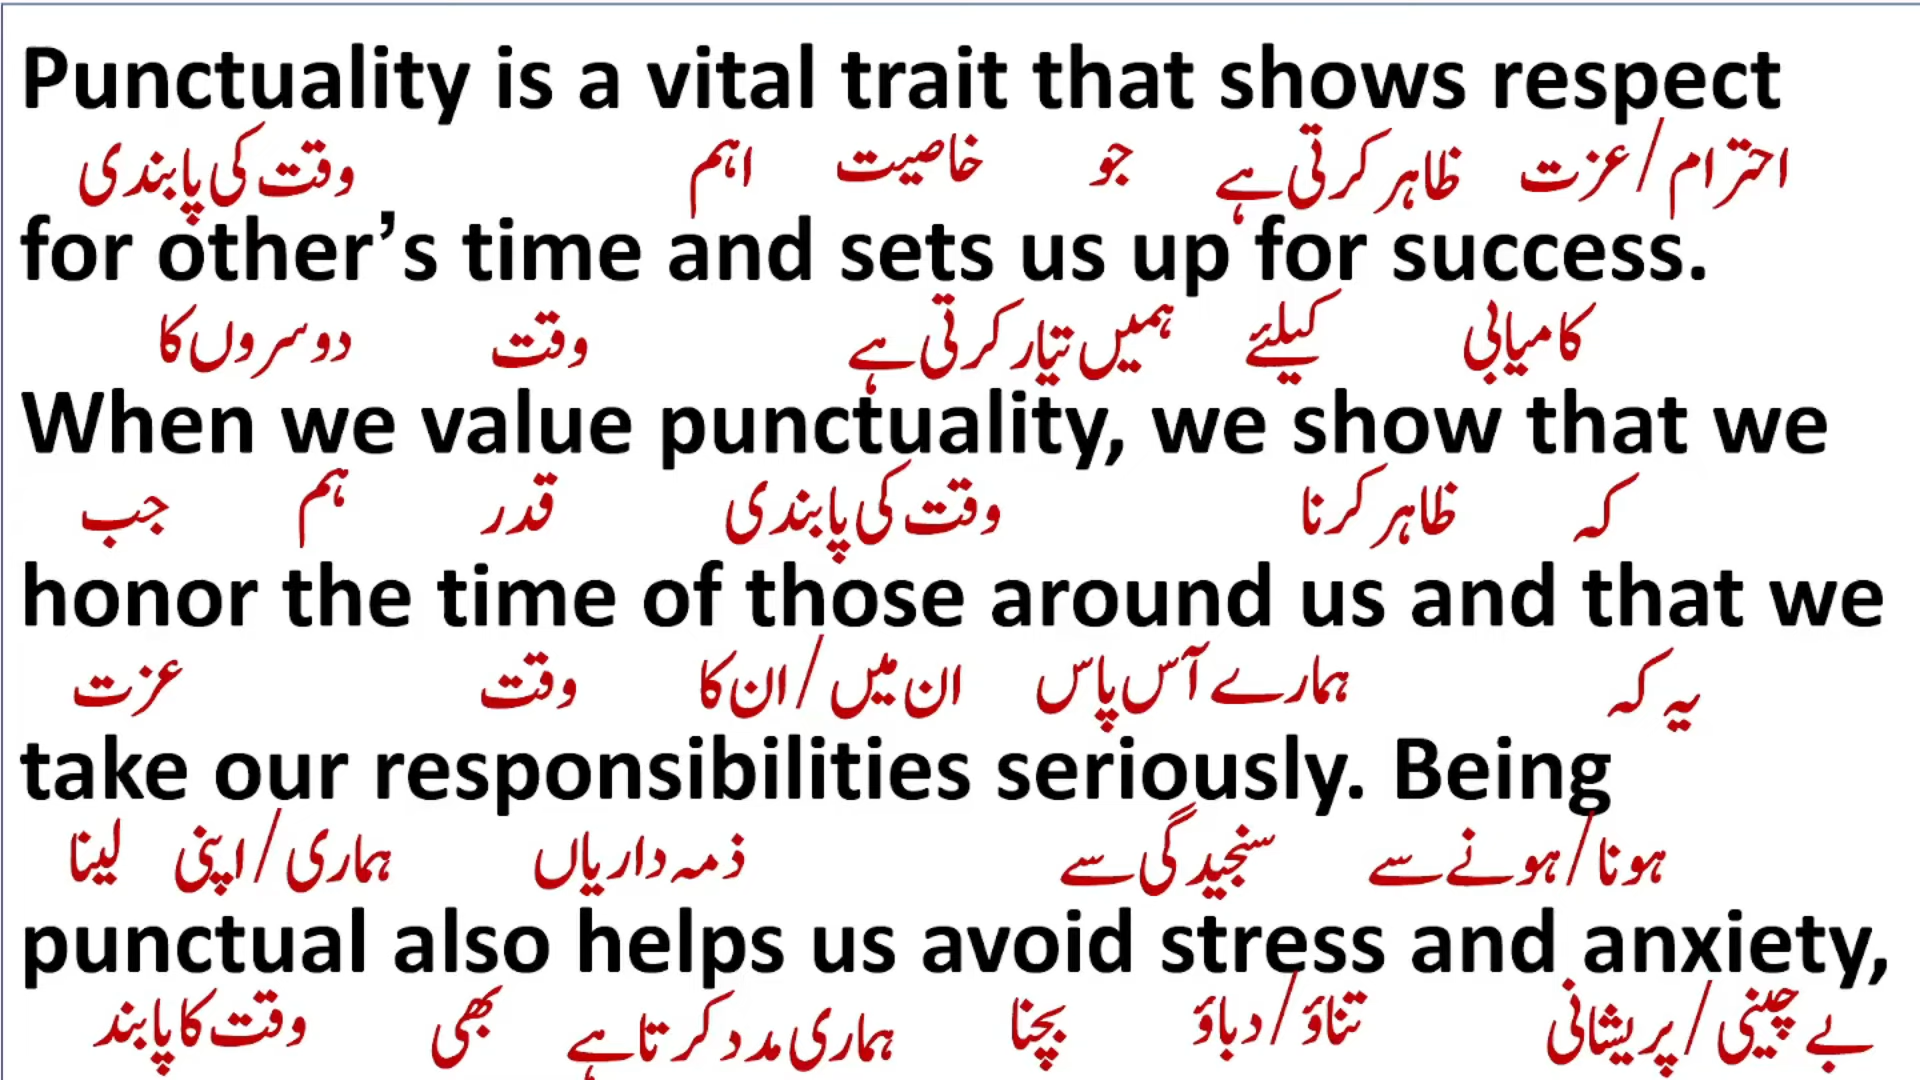 Punctuality is a vital trait that shows respect
وقت کی پابندی اہم خاصیت جو ظاہر کرتی ہے احترام/عزت
for other’s time and sets us up for success.
دوسروں کا وقت ہمیں تیار کرتی ہے کیلئے کامیابی
When we value punctuality, we show that we
جب ہم قدر وقت کی پابندی ظاہر کرنا کہ
honor the time of those around us and that we
عزت وقت ان میں/ان کا ہمارے آس پاس یہ کہ
take our responsibilities seriously. Being
لینا ہماری/اپنی ذمہ داریاں سنجیدگی سے ہونا/ہونے سے
punctual also helps us avoid stress and anxiety,
وقت کا پابند بھی ہماری مدد کرتا ہے بچنا تناؤ/دباؤ بے چینی/پریشانی